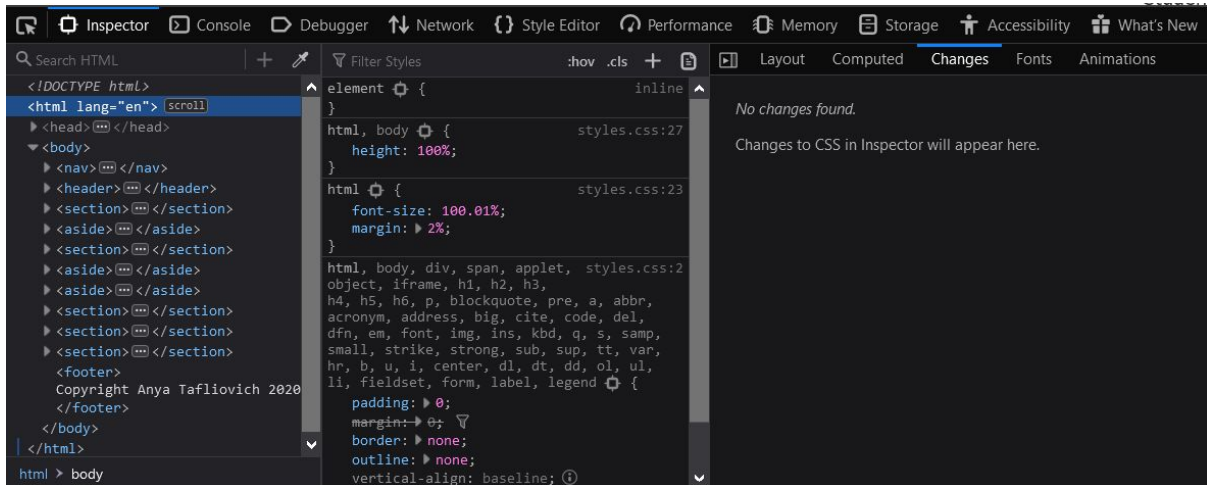 Inspector Console Debugger Network {} Style Editor Performance Memory Storage Accessibility What's New
Search HTML +
<!DOCTYPE html>
<html lang="en"> scroll
<head> ··· </head>
<body>
<nav> ··· </nav>
<header> ··· </header>
<section> ··· </section>
<aside> ··· </aside>
<section> ··· </section>
<aside> ··· </aside>
<aside> ··· </aside>
<section> ··· </section>
<section> ··· </section>
<section> ··· </section>
<footer>
Copyright Anya Tafliovich 2020
</footer>
</body>
</html>
html > body
Filter Styles :hov .cls +
element { inline
}
html, body { styles.css:27
height: 100%;
}
html { styles.css:23
font-size: 100.01%;
margin: 2%;
}
html, body, div, span, applet, styles.css:2
object, iframe, h1, h2, h3,
h4, h5, h6, p, blockquote, pre, a, abbr,
acronym, address, big, cite, code, del,
dfn, em, font, img, ins, kbd, q, s, samp,
small, strike, strong, sub, sup, tt, var,
hr, b, u, i, center, dl, dt, dd, ol, ul,
li, fieldset, form, label, legend {
padding: 0;
margin: 0;
border: none;
outline: none;
vertical-align: baseline;
Layout Computed Changes Fonts Animations
No changes found.
Changes to CSS in Inspector will appear here.